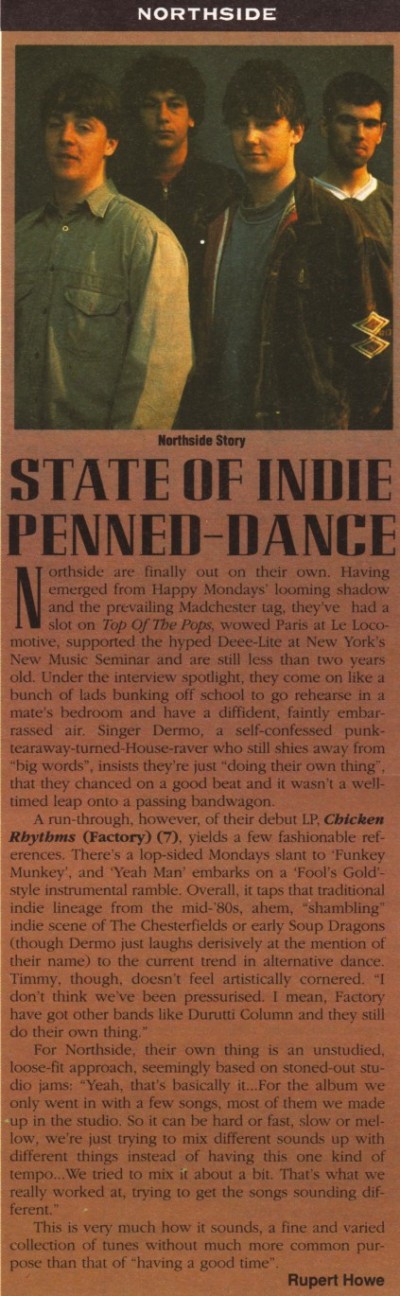 NORTHSIDE
Northside Story
STATE OF INDIE
PENNED-DANCE
Northside are finally out on their own. Having
emerged from Happy Mondays' looming shadow
and the prevailing Madchester tag, they've had a
slot on Top Of The Pops, wowed Paris at Le Loco-
motive, supported the hyped Deee-Lite at New York's
New Music Seminar and are still less than two years
old. Under the interview spotlight, they come on like a
bunch of lads bunking off school to go rehearse in a
mate's bedroom and have a diffident, faintly embar-
rassed air. Singer Dermo, a self-confessed punk-
tearaway-turned-House-raver who still shies away from
"big words", insists they're just "doing their own thing",
that they chanced on a good beat and it wasn't a well-
timed leap onto a passing bandwagon.
A run-through, however, of their debut LP, Chicken
Rhythms (Factory) (7), yields a few fashionable ref-
erences. There's a lop-sided Mondays slant to 'Funkey
Munkey', and 'Yeah Man' embarks on a 'Fool's Gold'-
style instrumental ramble. Overall, it taps that traditional
indie lineage from the mid-'80s, ahem, "shambling"
indie scene of The Chesterfields or early Soup Dragons
(though Dermo just laughs derisively at the mention of
their name) to the current trend in alternative dance.
Timmy, though, doesn't feel artistically cornered. "I
don't think we've been pressurised. I mean, Factory
have got other bands like Durutti Column and they still
do their own thing."
For Northside, their own thing is an unstudied,
loose-fit approach, seemingly based on stoned-out stu-
dio jams: "Yeah, that's basically it...For the album we
only went in with a few songs, most of them we made
up in the studio. So it can be hard or fast, slow or mel-
low, we're just trying to mix different sounds up with
different things instead of having this one kind of
tempo...We tried to mix it about a bit. That's what we
really worked at, trying to get the songs sounding dif-
ferent."
This is very much how it sounds, a fine and varied
collection of tunes without much more common pur-
pose than that of "having a good time".
Rupert Howe